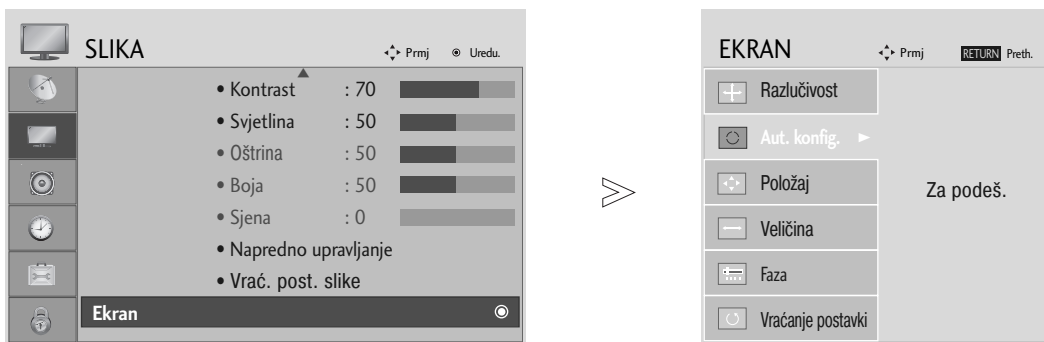 SLIKA
Prmj
Uredu.
• Kontrast : 70
• Svjetlina : 50
• Oštrina : 50
• Boja : 50
• Sjena : 0
• Napredno upravljanje
• Vrać. post. slike
Ekran
EKRAN
Prmj
RETURN Preth.
Razlučivost
Aut. konfig.
Položaj
Veličina
Faza
Vraćanje postavki
Za podeš.